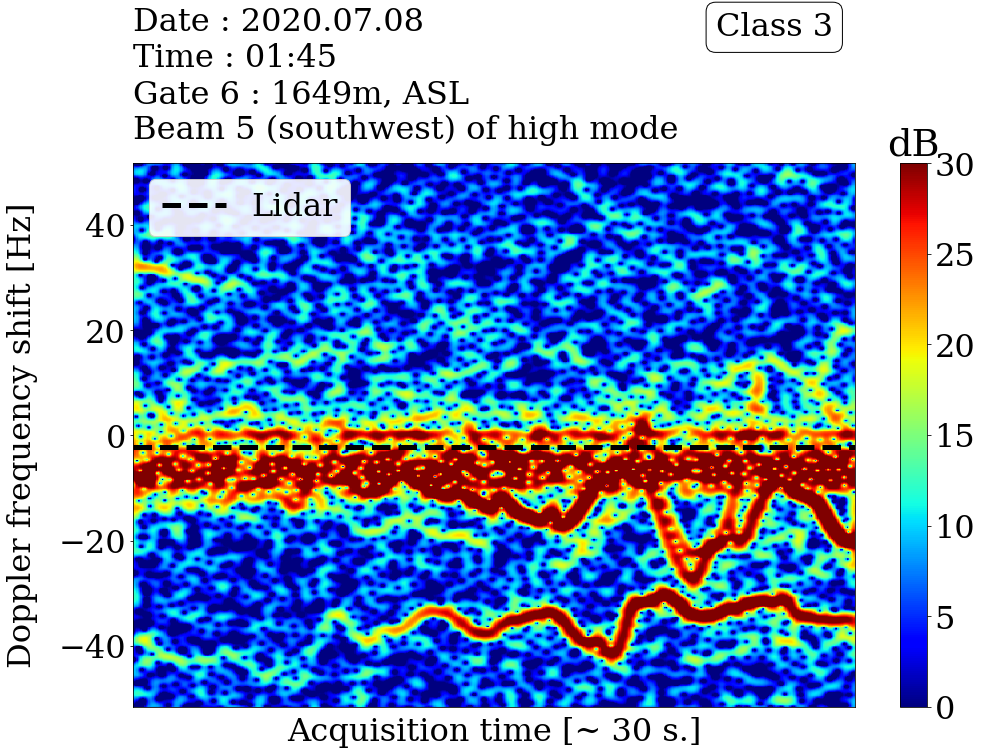 Date : 2020.07.08
Time : 01:45
Gate 6 : 1649m, ASL
Beam 5 (southwest) of high mode
Class 3
dB
Lidar
Doppler frequency shift [Hz]
40
20
0
−20
−40
Acquisition time [~ 30 s.]
30
25
20
15
10
5
0